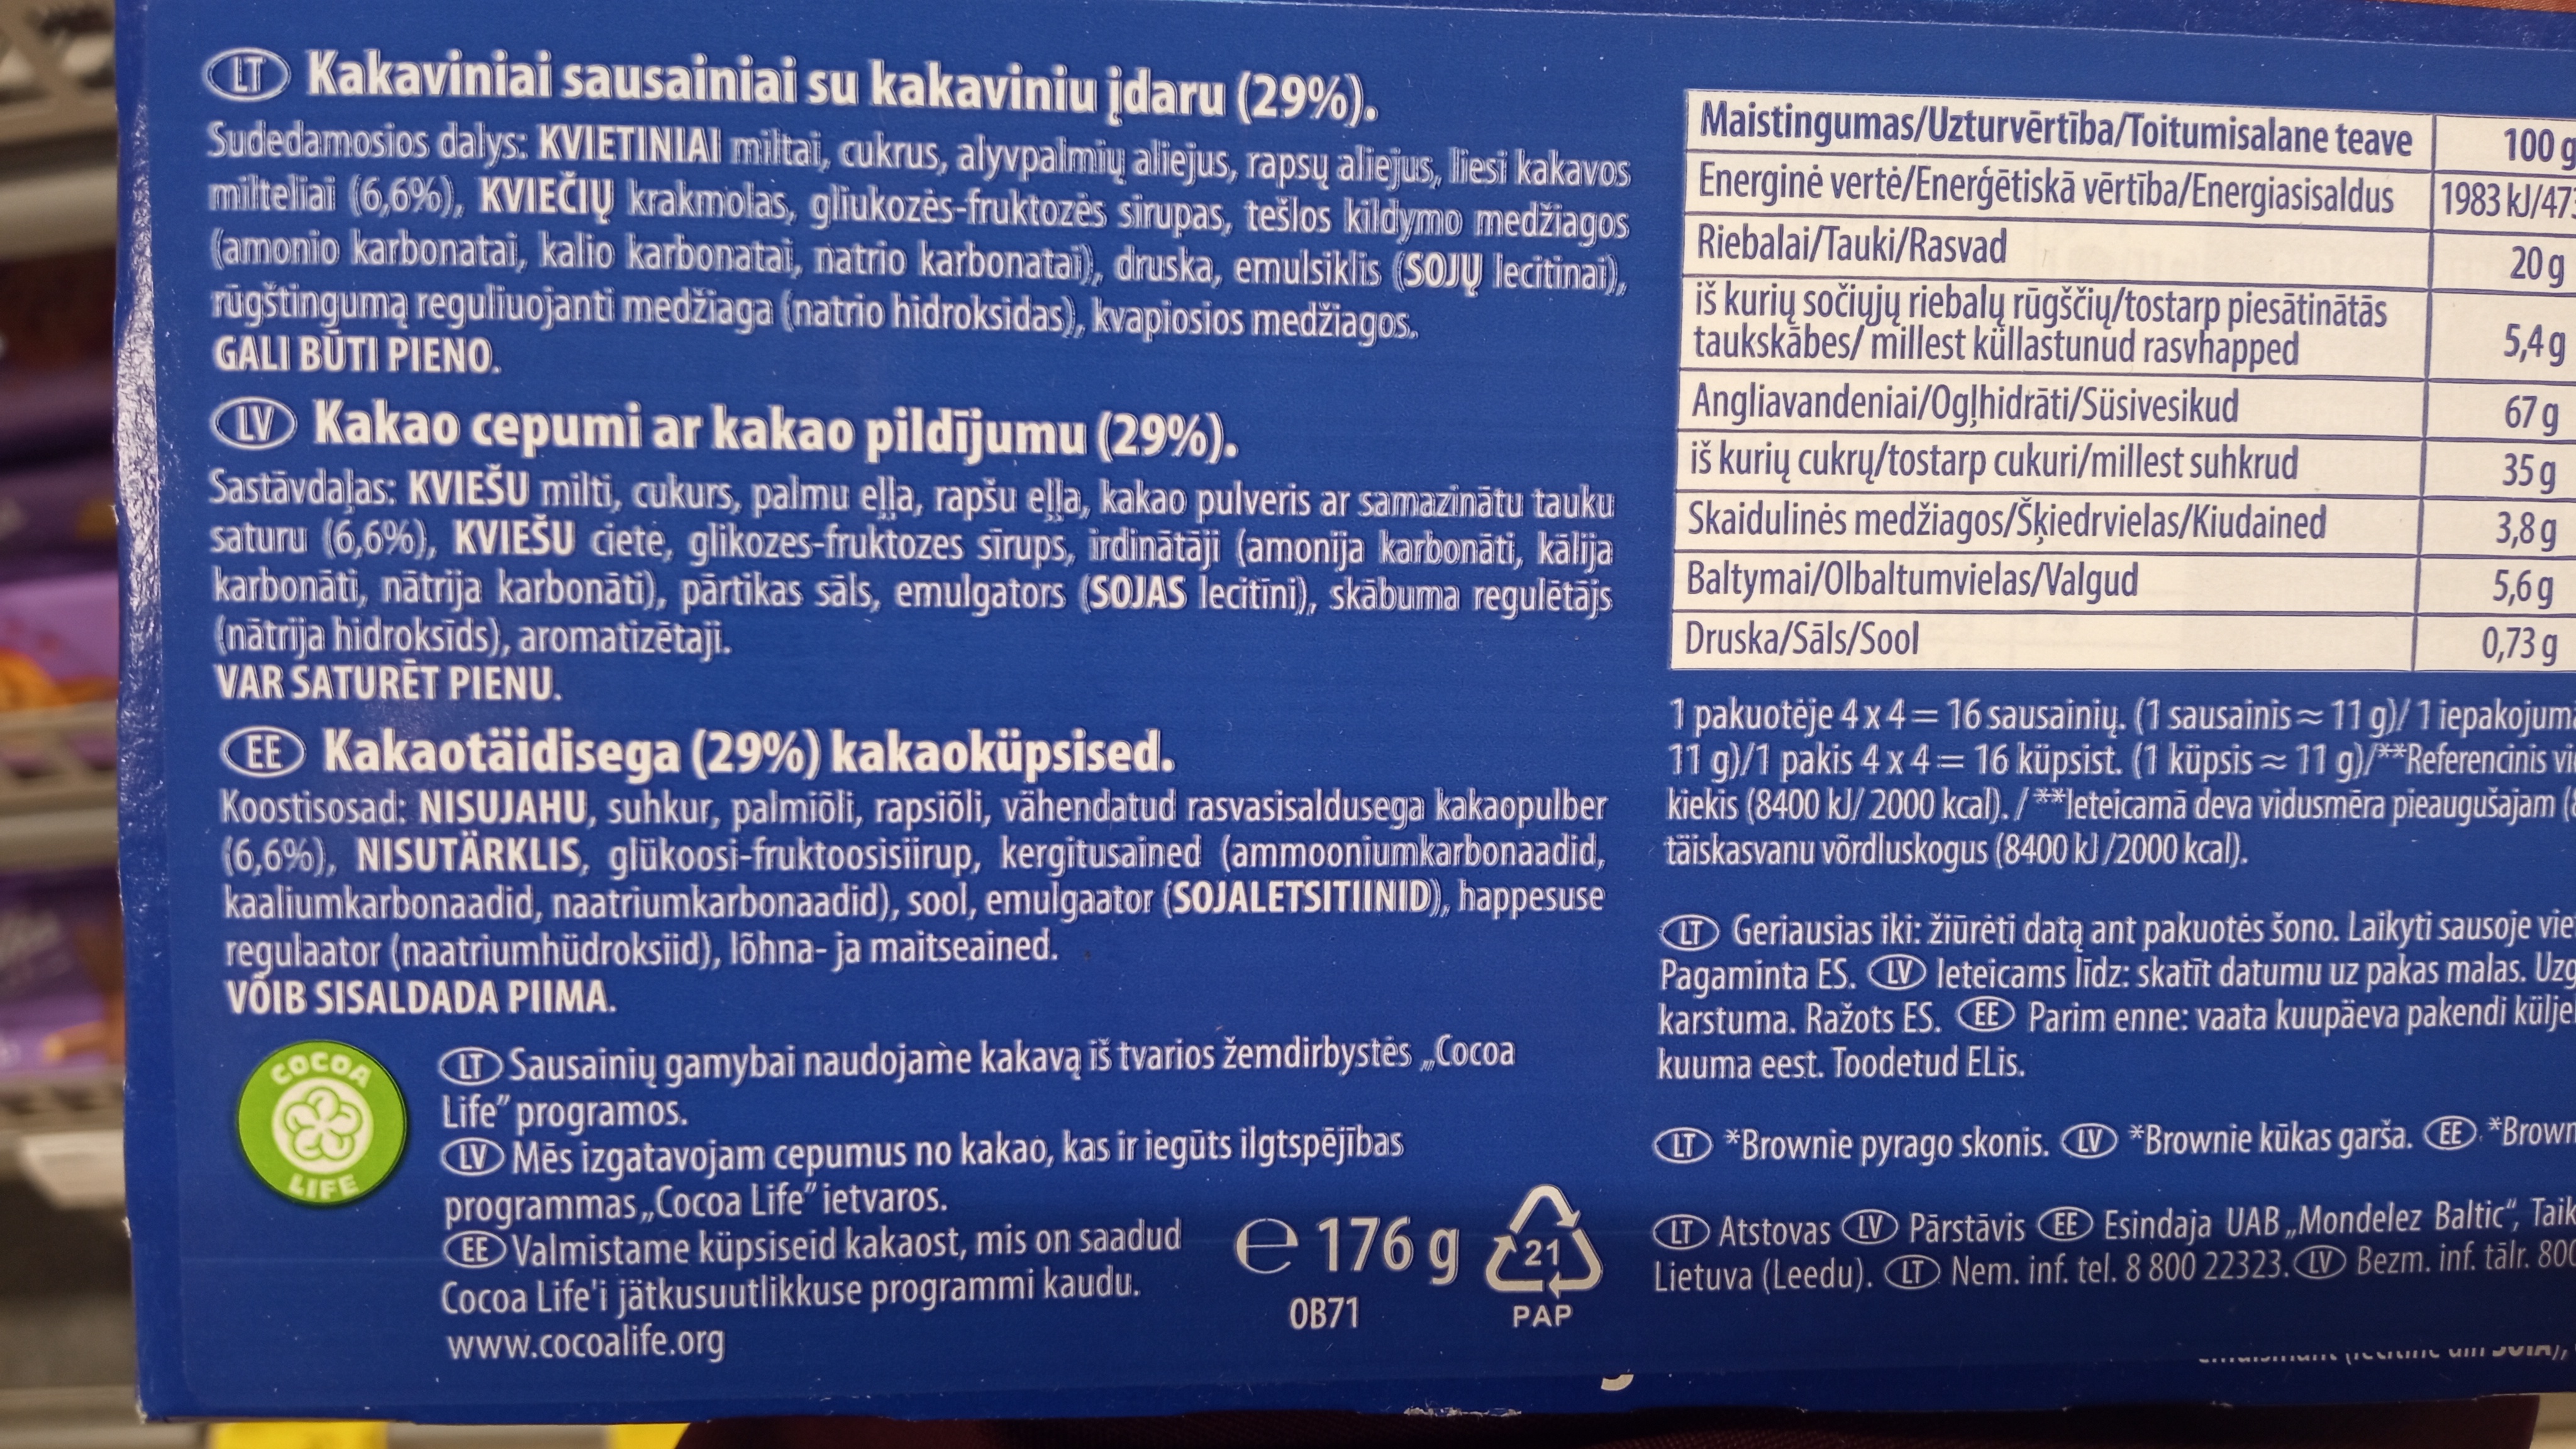 LT Kakaviniai sausainiai su kakaviniu įdaru (29%).
Sudedamosios dalys: KVIETINIAI miltai, cukrus, alyvpalmių aliejus, rapsų aliejus, liesi kakavos
milteliai (6,6%), KVIEČIŲ krakmolas, gliukozės-fruktozės sirupas, tešlos kildymo medžiagos
(amonio karbonatai, kalio karbonatai, natrio karbonatai), druska, emulsiklis (SOJŲ lecitinai),
rūgštingumą reguliuojanti medžiaga (natrio hidroksidas), kvapiosios medžiagos.
GALI BŪTI PIENO.
LV Kakao cepumi ar kakao pildījumu (29%).
Sastāvdaļas: KVIEŠU milti, cukurs, palmu eļļa, rapšu eļļa, kakao pulveris ar samazinātu tauku
saturu (6,6%), KVIEŠU ciete, glikozes-fruktozes sīrups, irdinātāji (amonija karbonāti, kālija
karbonāti, nātrija karbonāti), pārtikas sāls, emulgators (SOJAS lecitīni), skābuma regulētājs
(nātrija hidroksīds), aromatizētaji.
VAR SATURĒT PIENU.
EE Kakaotäidisega (29%) kakaoküpsised.
Koostisosad: NISUJAHU, suhkur, palmiõli, rapsiõli, vähendatud rasvasisaldusega kakaopulber
(6,6%), NISUTÄRKLIS, glükoosi-fruktoosisiirup, kergitusained (ammooniumkarbonaadid,
kaaliumkarbonaadid, naatriumkarbonaadid), sool, emulgaator (SOJALETSITIINID), happesuse
regulaator (naatriumhüdroksiid), lõhna- ja maitseained.
VÕIB SISALDADA PIIMA.
COCOA
LIFE
LT Sausainių gamybai naudojame kakavą iš tvarios žemdirbystės „Cocoa
Life” programos.
LV Mēs izgatavojam cepumus no kakao, kas ir iegūts ilgtspējības
programmas „Cocoa Life” ietvaros.
EE Valmistame küpsiseid kakaost, mis on saadud
Cocoa Life'i jätkusuutlikkuse programmi kaudu.
www.cocoalife.org
℮ 176 g
0B71
21
PAP
Maistingumas/Uzturvērtība/Toitumisalane teave 100 g
Energinė vertė/Enerģētiskā vērtība/Energiasisaldus 1983 kJ/473
Riebalai/Tauki/Rasvad 20 g
iš kurių sočiųjų riebalų rūgščių/tostarp piesātinātās
taukskābes/ millest küllastunud rasvhapped 5,4 g
Angliavandeniai/Ogļhidrāti/Süsivesikud 67 g
iš kurių cukrų/tostarp cukuri/millest suhkrud 35 g
Skaidulinės medžiagos/Šķiedrvielas/Kiudained 3,8 g
Baltymai/Olbaltumvielas/Valgud 5,6 g
Druska/Sāls/Sool 0,73 g
1 pakuotėje 4 x 4 = 16 sausainių. (1 sausainis ≈ 11 g)/ 1 iepakojum
11 g)/1 pakis 4 x 4 = 16 küpsist. (1 küpsis ≈ 11 g)/**Referencinis
kiekis (8400 kJ/ 2000 kcal). / **Ieteicamā deva vidusmēra pieaugušajam
täiskasvanu võrdluskogus (8400 kJ /2000 kcal).
LT Geriausias iki: žiūrėti datą ant pakuotės šono. Laikyti sausoje vie
Pagaminta ES. LV Ieteicams līdz: skatīt datumu uz pakas malas. Uzg
karstuma. Ražots ES. EE Parim enne: vaata kuupäeva pakendi külje
kuuma eest. Toodetud ELis.
LT *Brownie pyrago skonis. LV *Brownie kūkas garša. EE *Brown
LT Atstovas LV Pārstāvis EE Esindaja UAB „Mondelez Baltic“, Taik
Lietuva (Leedu). LT Nem. inf. tel. 8 800 22323. LV Bezm. inf. tālr. 800